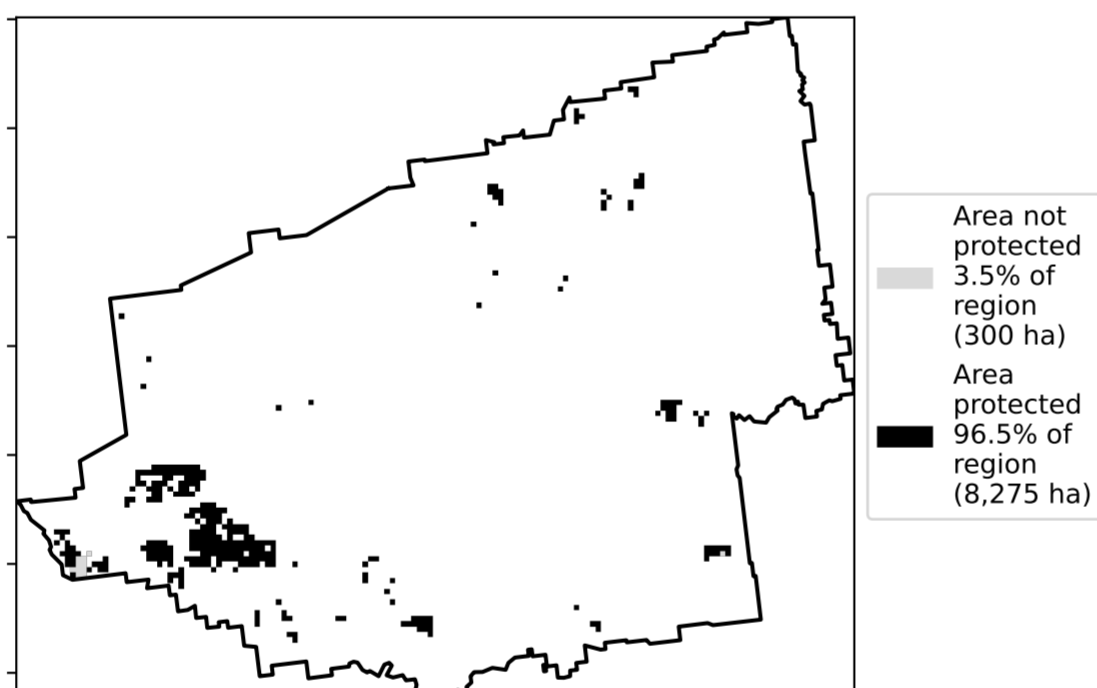 Area not
protected
3.5% of
region
(300 ha)
Area
protected
96.5% of
region
(8,275 ha)